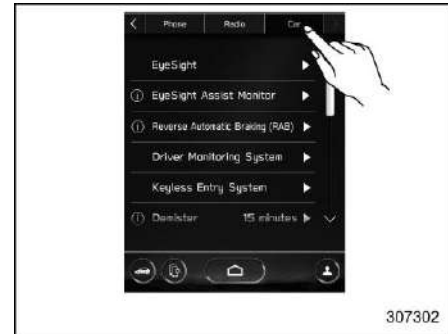 Phone Radio Car
EyeSight
EyeSight Assist Monitor
Reverse Automatic Braking (RAB)
Driver Monitoring System
Keyless Entry System
Demister 15 minutes
307302